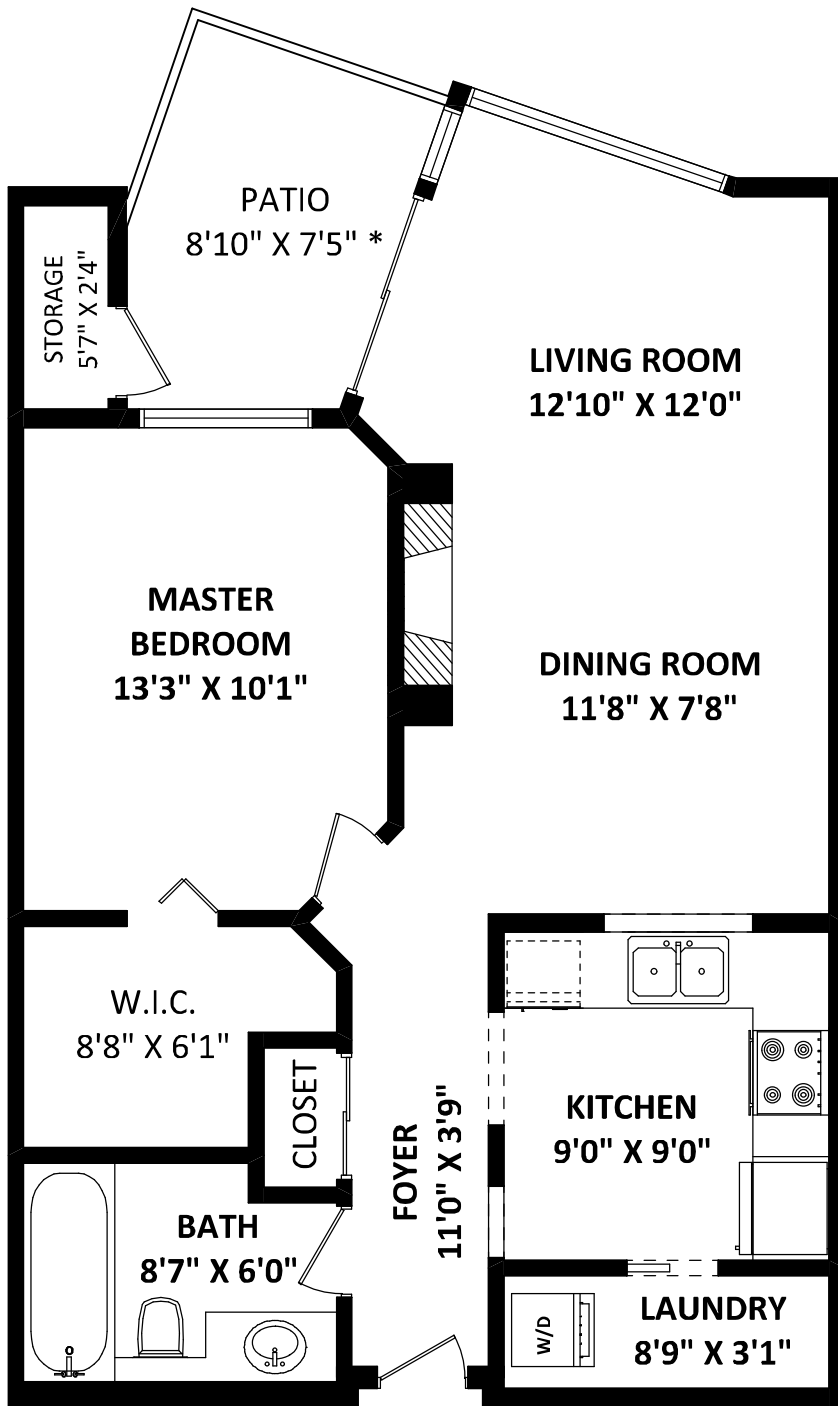 PATIO
8'10" X 7'5" *
STORAGE
5'7" X 2'4"
LIVING ROOM
12'10" X 12'0"
MASTER
BEDROOM
13'3" X 10'1"
DINING ROOM
11'8" X 7'8"
W.I.C.
8'8" X 6'1"
CLOSET
FOYER
11'0" X 3'9"
KITCHEN
9'0" X 9'0"
BATH
8'7" X 6'0"
W/D
LAUNDRY
8'9" X 3'1"